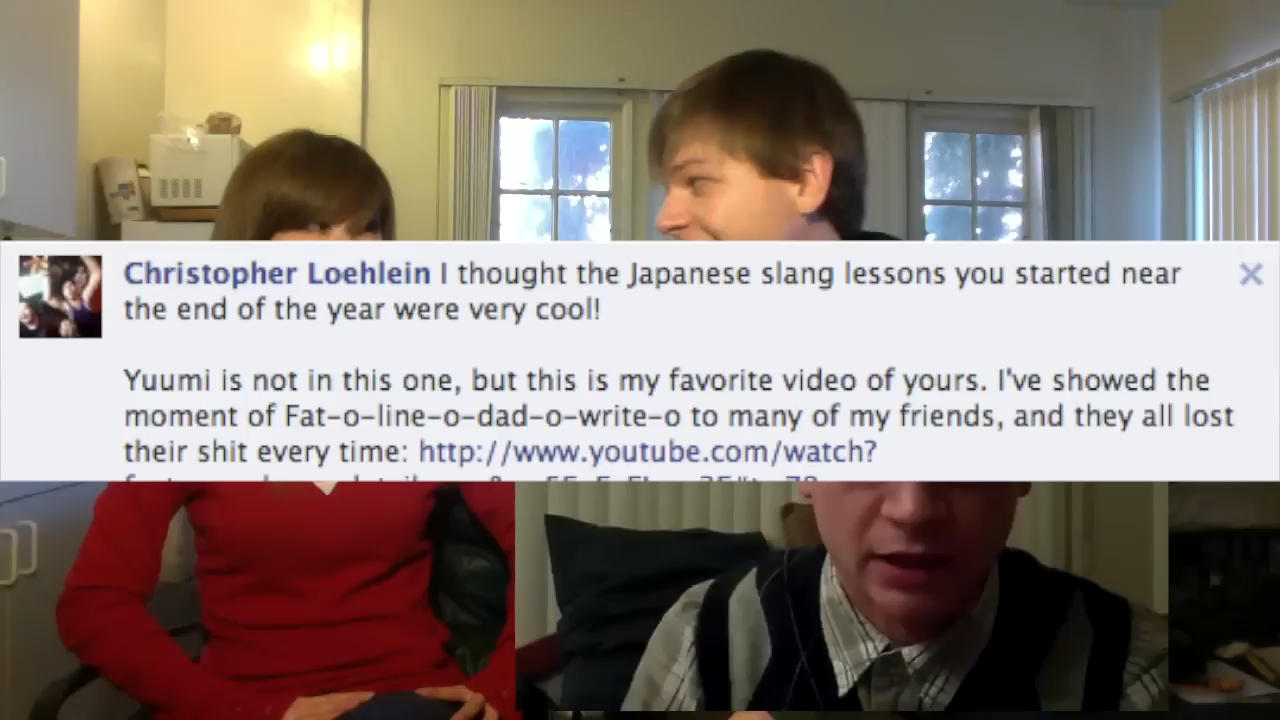 Christopher Loehlein I thought the Japanese slang lessons you started near
the end of the year were very cool!
Yuumi is not in this one, but this is my favorite video of yours. I've showed the
moment of Fat-o-line-o-dad-o-write-o to many of my friends, and they all lost
their shit every time: http://www.youtube.com/watch?